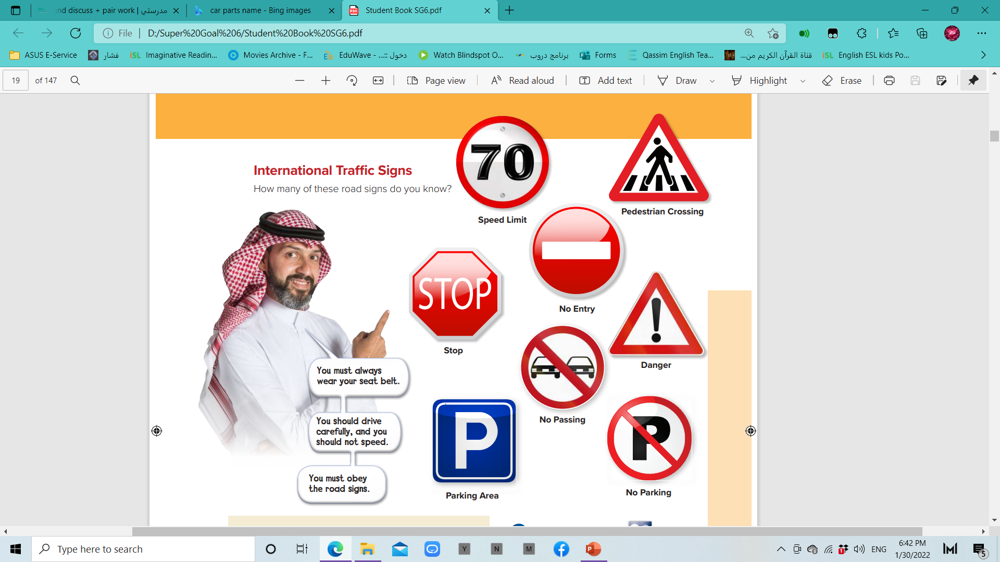 nd discuss + pair work | مدرستي
car parts name - Bing images
Student Book SG6.pdf
File
D:/Super%20Goal%206/Student%20Book%20SG6.pdf
ASUS E-Service
فشار
iSL Imaginative Readin...
Movies Archive - F...
EduWave - ...:: دخول
Watch Blindspot O...
برنامج دروب
Forms
Qassim English Tea...
قناة القرآن الكريم من...
iSL English ESL kids Po...
19 of 147
Page view
Read aloud
Add text
Draw
Highlight
Erase
International Traffic Signs
How many of these road signs do you know?
70
Speed Limit
Pedestrian Crossing
No Entry
STOP
Stop
!
Danger
No Passing
You must always
wear your seat belt.
You should drive
carefully, and you
should not speed.
You must obey
the road signs.
P
Parking Area
P
No Parking
Type here to search
Y
N
M
P
1
ENG
6:42 PM
1/30/2022
5